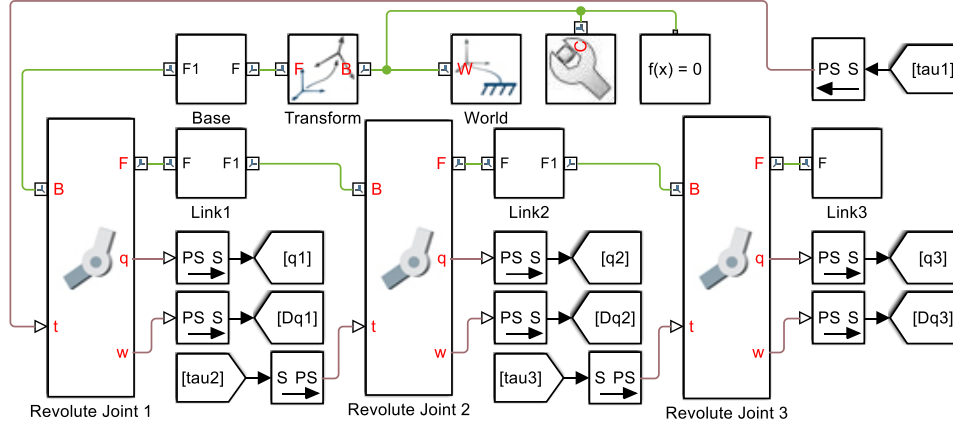 F1 F
F B
W
C
f(x) = 0
PS S
[tau1]
Base
Transform
World
B F
F F1
Link1
q
PS S
[q1]
w
PS S
[Dq1]
t
[tau2]
S PS
Revolute Joint 1
B F
F F1
Link2
q
PS S
[q2]
w
PS S
[Dq2]
t
[tau3]
S PS
Revolute Joint 2
B F
F
Link3
q
PS S
[q3]
w
PS S
[Dq3]
t
Revolute Joint 3